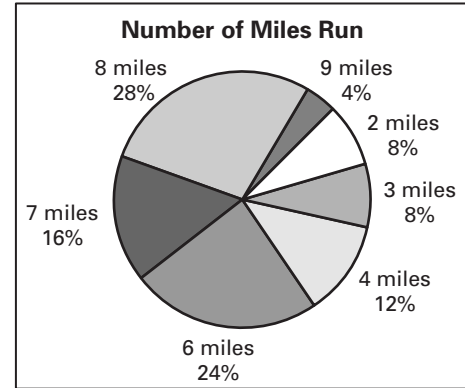 Number of Miles Run
8 miles
28%
9 miles
4%
2 miles
8%
3 miles
8%
4 miles
12%
6 miles
24%
7 miles
16%